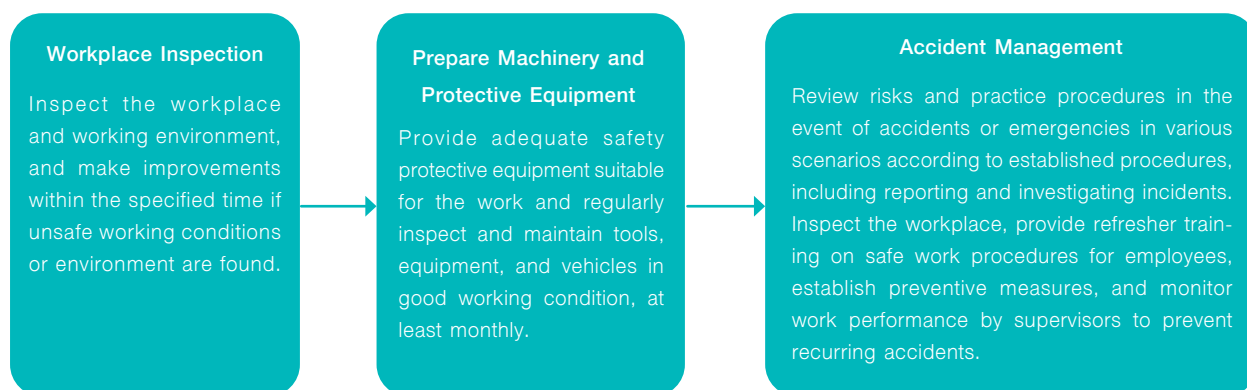 Workplace Inspection
Inspect the workplace
and working environment,
and make improvements
within the specified time if
unsafe working conditions
or environment are found.
Prepare Machinery and
Protective Equipment
Provide adequate safety
protective equipment suitable
for the work and regularly
inspect and maintain tools,
equipment, and vehicles in
good working condition, at
least monthly.
Accident Management
Review risks and practice procedures in the
event of accidents or emergencies in various
scenarios according to established procedures,
including reporting and investigating incidents.
Inspect the workplace, provide refresher train-
ing on safe work procedures for employees,
establish preventive measures, and monitor
work performance by supervisors to prevent
recurring accidents.